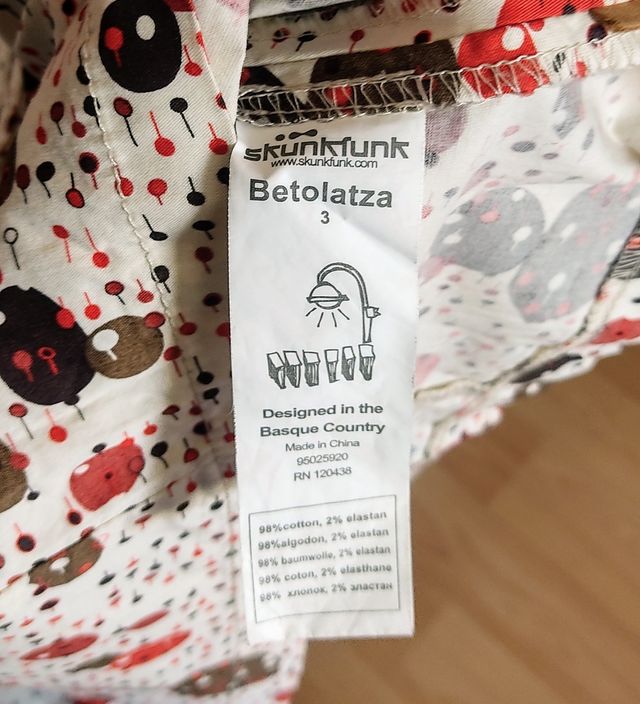 skunkfunk
www.skunkfunk.com
Betolatza
3
Designed in the
Basque Country
Made in China
95025920
RN 120438
98%cotton, 2% elastan
98%algodon, 2% elastan
98% baumwolle, 2% elastan
98% coton, 2% elasthane
98% хлопок, 2% эластан